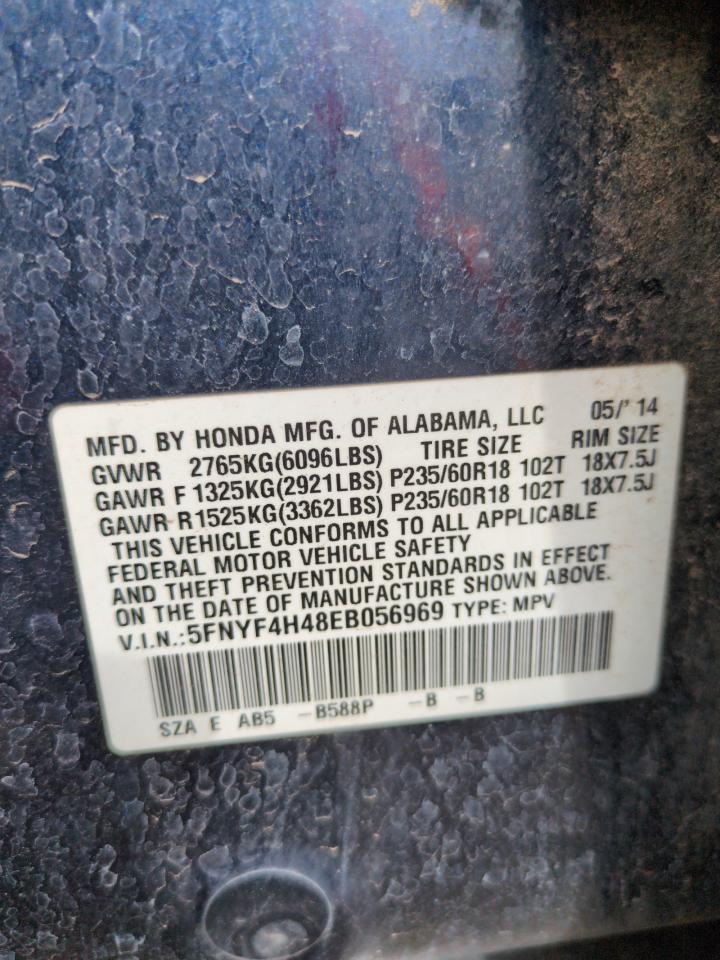 MFD. BY HONDA MFG. OF ALABAMA, LLC 05/' 14
GVWR 2765KG(6096LBS) TIRE SIZE RIM SIZE
GAWR F 1325KG(2921LBS) P235/60R18 102T 18X7.5J
GAWR R 1525KG(3362LBS) P235/60R18 102T 18X7.5J
THIS VEHICLE CONFORMS TO ALL APPLICABLE
FEDERAL MOTOR VEHICLE SAFETY
AND THEFT PREVENTION STANDARDS IN EFFECT
ON THE DATE OF MANUFACTURE SHOWN ABOVE.
V.I.N.:5FNYF4H48EB056969 TYPE: MPV
SZA E AB5 -B588P -B -B